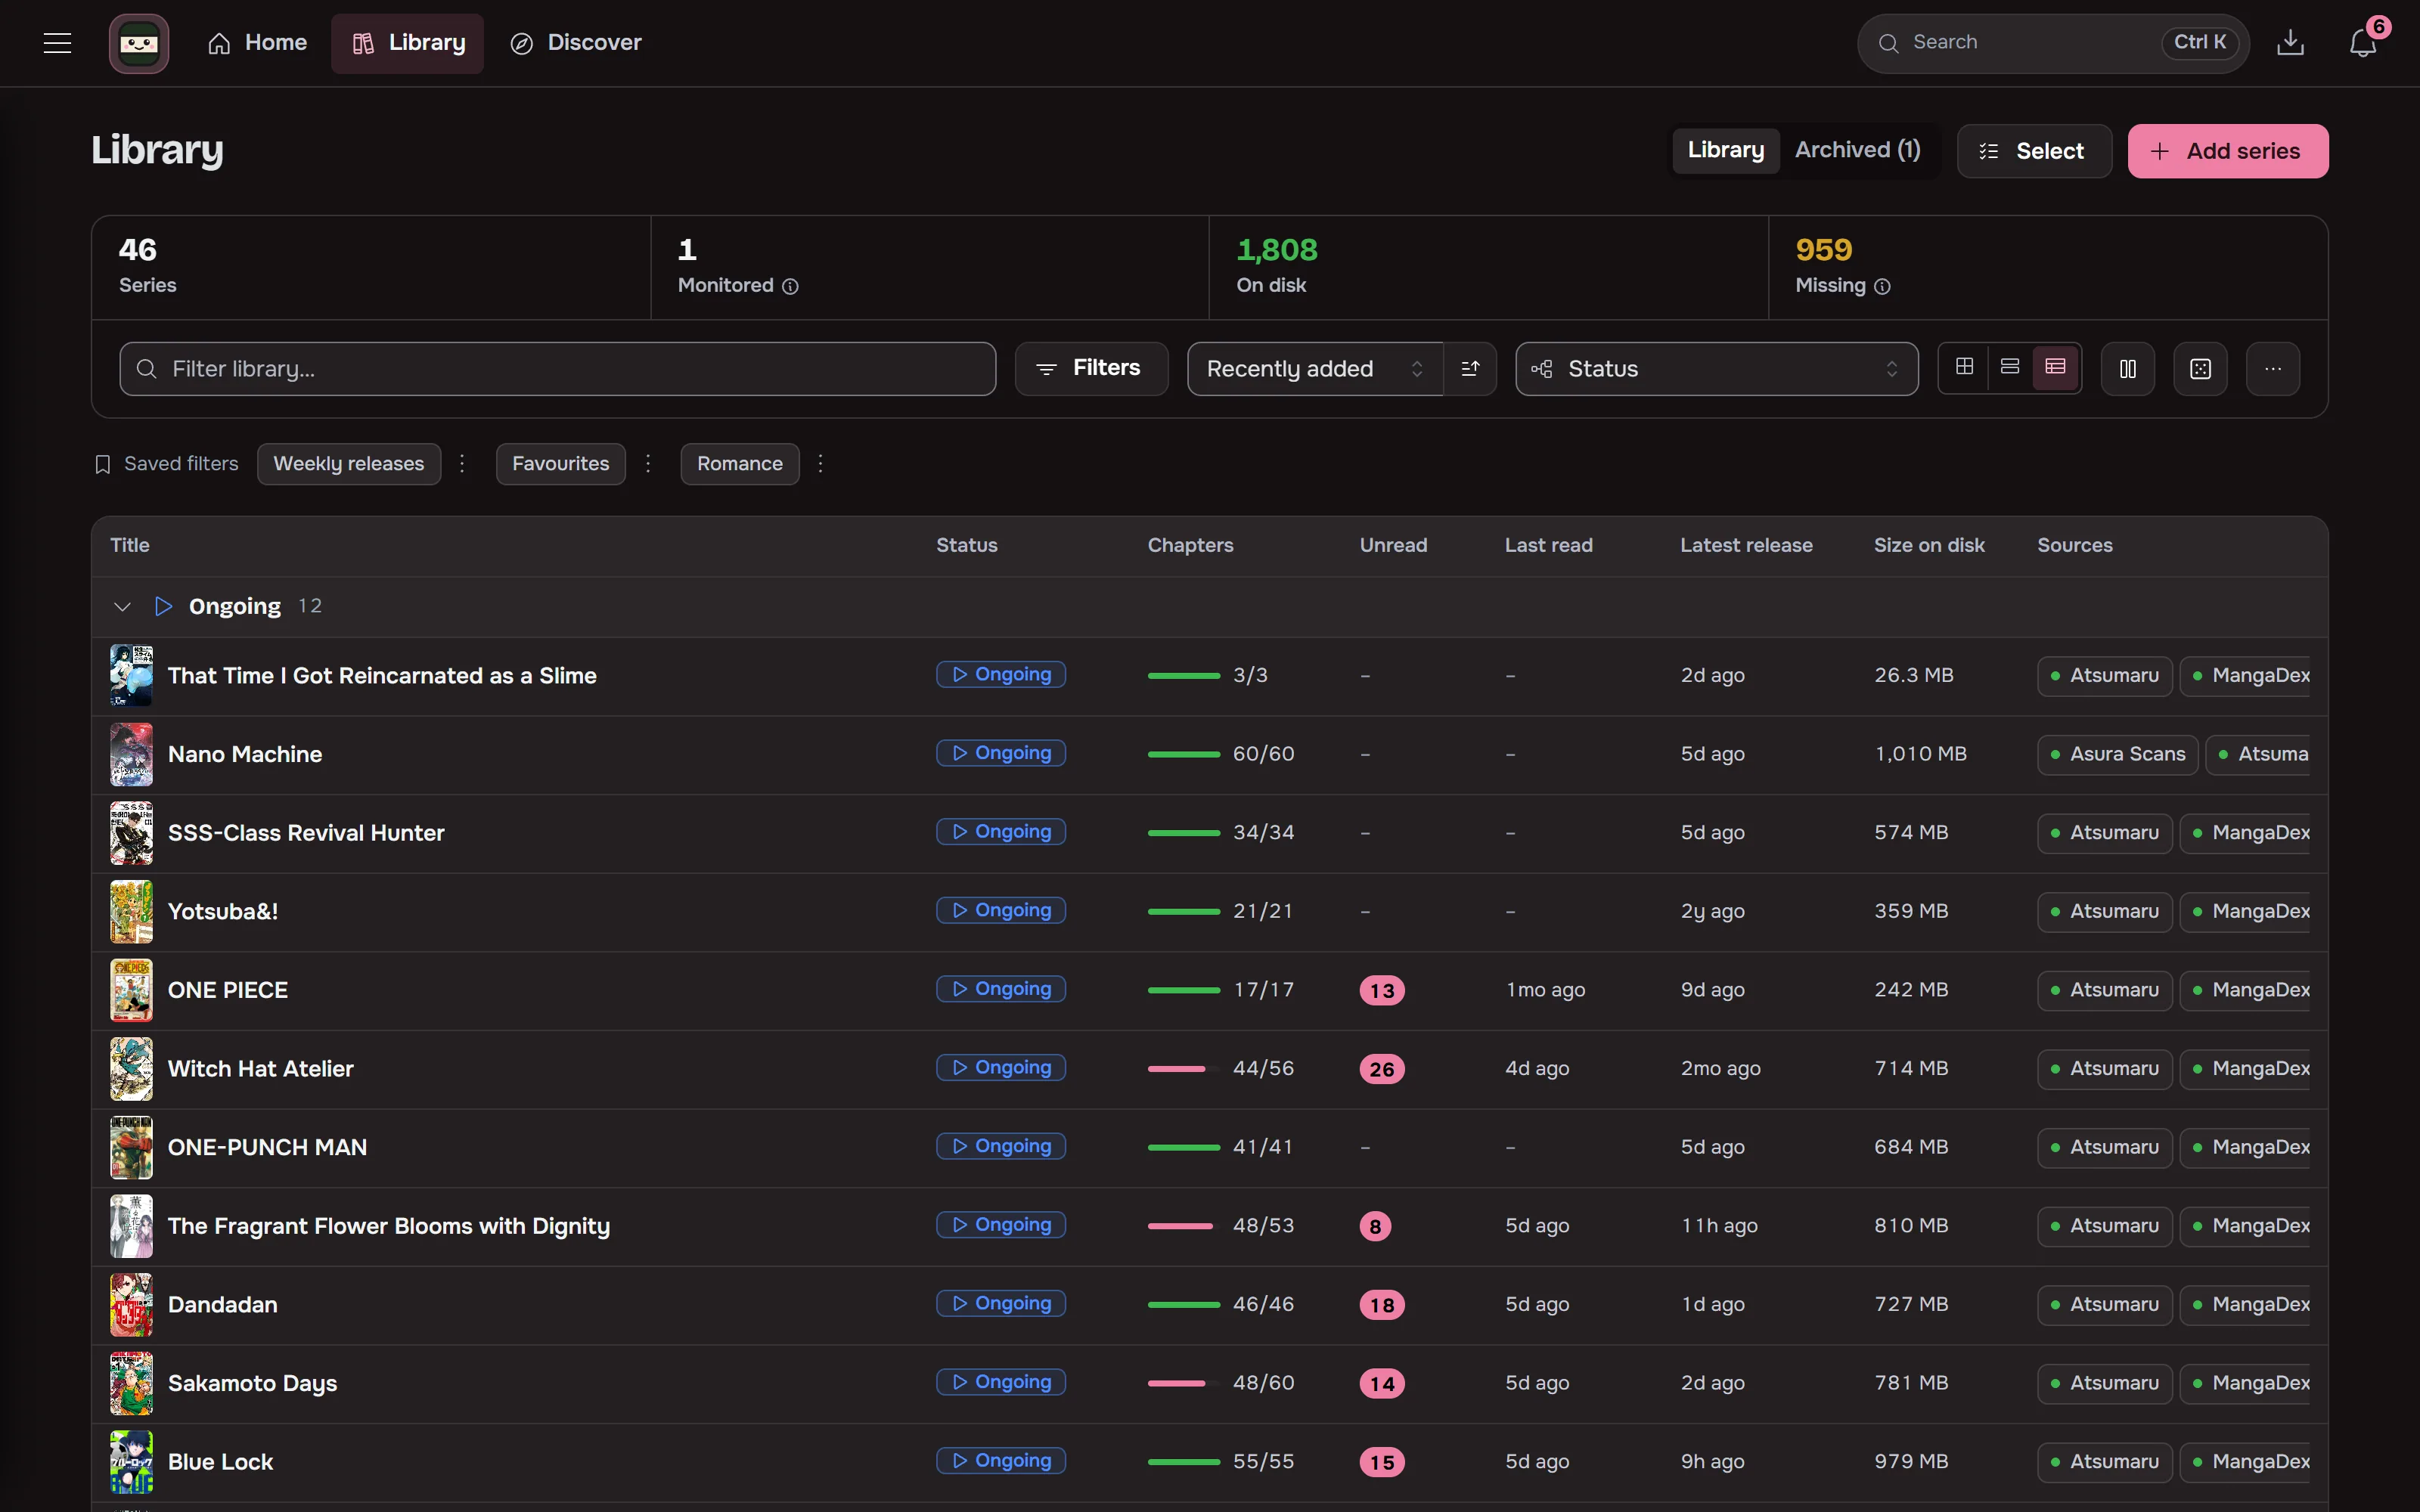 Home Library Discover Search Ctrl K 6
Library Library Archived (1) Select Add series
46 1 1,808 959
Series Monitored On disk Missing
Filter library... Filters Recently added Status ...
Saved filters Weekly releases Favourites Romance
Title Status Chapters Unread Last read Latest release Size on disk Sources
Ongoing 12
That Time I Got Reincarnated as a Slime Ongoing 3/3 – – 2d ago 26.3 MB Atsumaru MangaDex
Nano Machine Ongoing 60/60 – – 5d ago 1,010 MB Asura Scans Atsuma
SSS-Class Revival Hunter Ongoing 34/34 – – 5d ago 574 MB Atsumaru MangaDex
Yotsuba&! Ongoing 21/21 – – 2y ago 359 MB Atsumaru MangaDex
ONE PIECE Ongoing 17/17 13 1mo ago 9d ago 242 MB Atsumaru MangaDex
Witch Hat Atelier Ongoing 44/56 26 4d ago 2mo ago 714 MB Atsumaru MangaDex
ONE-PUNCH MAN Ongoing 41/41 – – 5d ago 684 MB Atsumaru MangaDex
The Fragrant Flower Blooms with Dignity Ongoing 48/53 8 5d ago 11h ago 810 MB Atsumaru MangaDex
Dandadan Ongoing 46/46 18 5d ago 1d ago 727 MB Atsumaru MangaDex
Sakamoto Days Ongoing 48/60 14 5d ago 2d ago 781 MB Atsumaru MangaDex
Blue Lock Ongoing 55/55 15 5d ago 9h ago 979 MB Atsumaru MangaDex